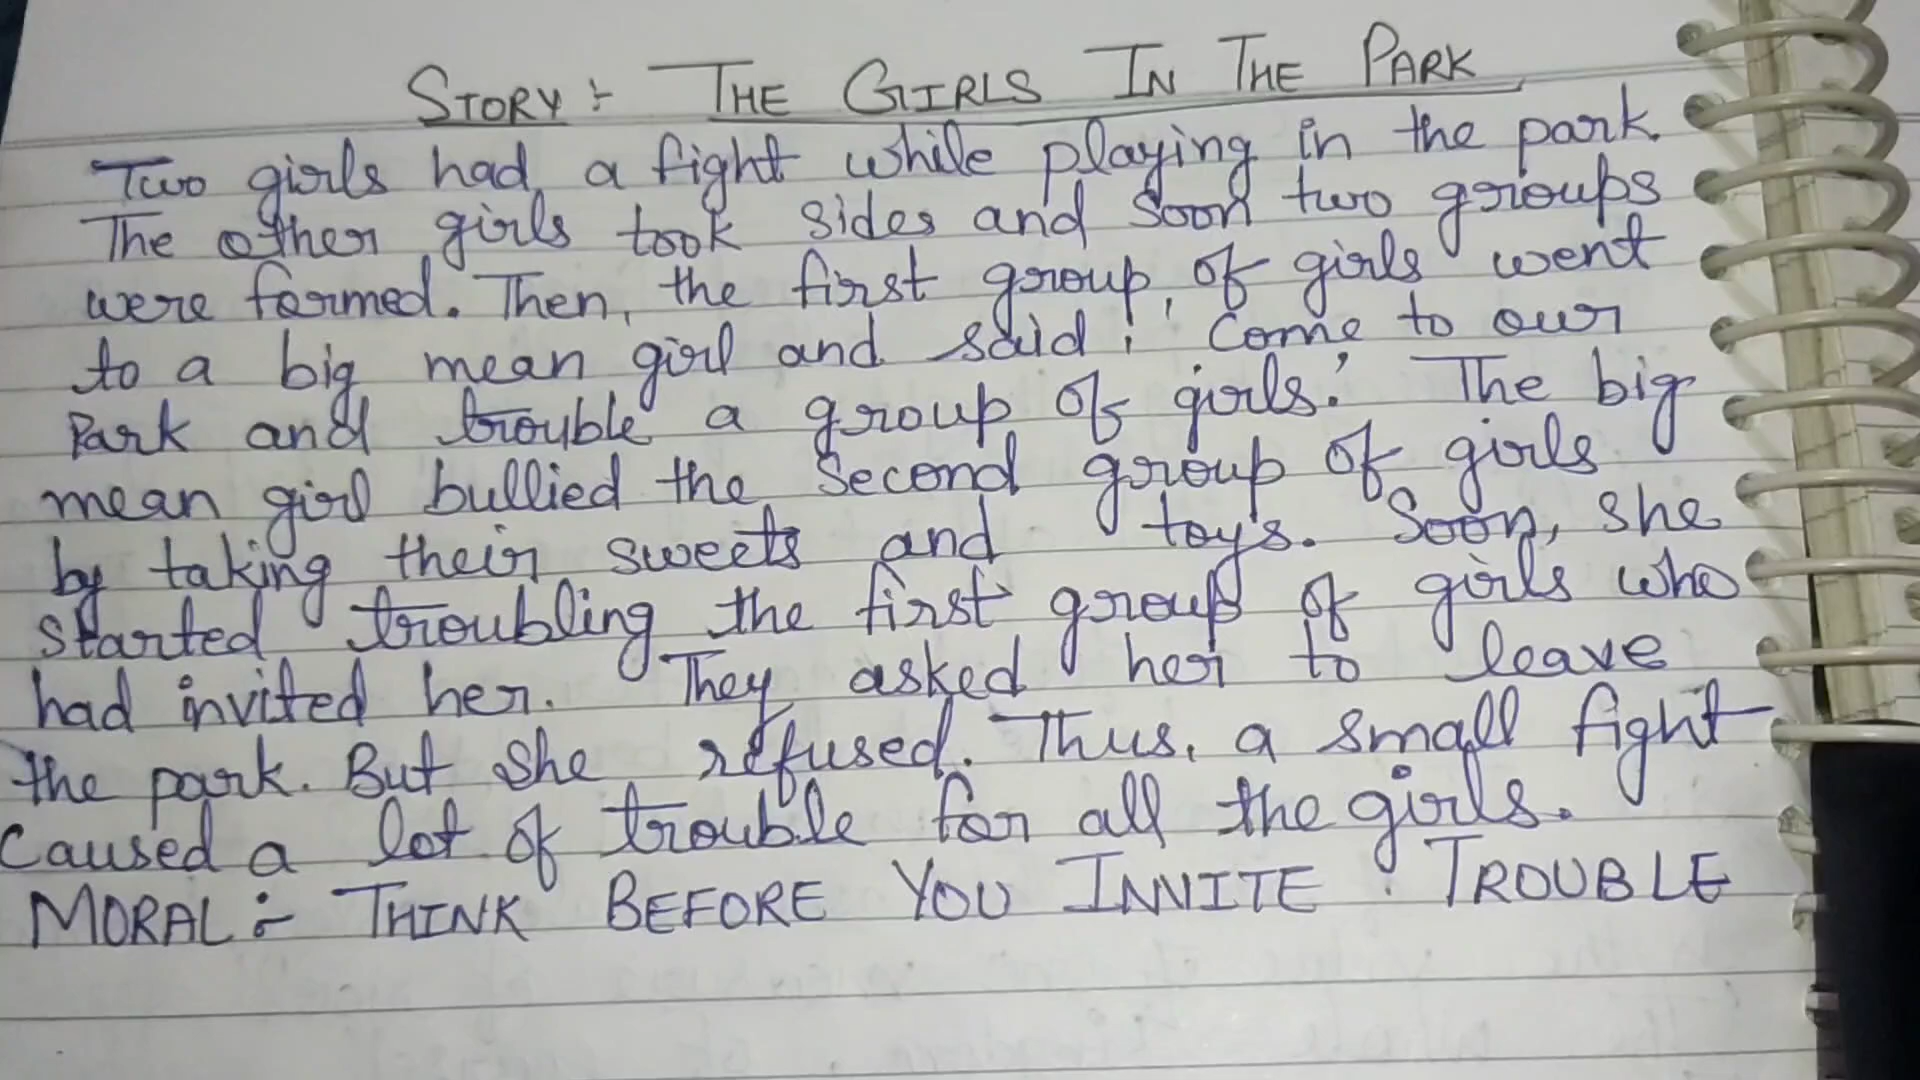 STORY :- THE GIRLS IN THE PARK
Two girls had a fight while playing in the park.
The other girls took sides and soon two groups
were formed. Then, the first group of girls went
to a big mean girl and said: 'Come to our
Park and trouble a group of girls.' The big
mean girl bullied the second group of girls
by taking their sweets and toys. Soon, she
started troubling the first group of girls who
had invited her. They asked her to leave
the park. But she refused. Thus, a small fight
caused a lot of trouble for all the girls.
MORAL :- THINK BEFORE YOU INVITE TROUBLE